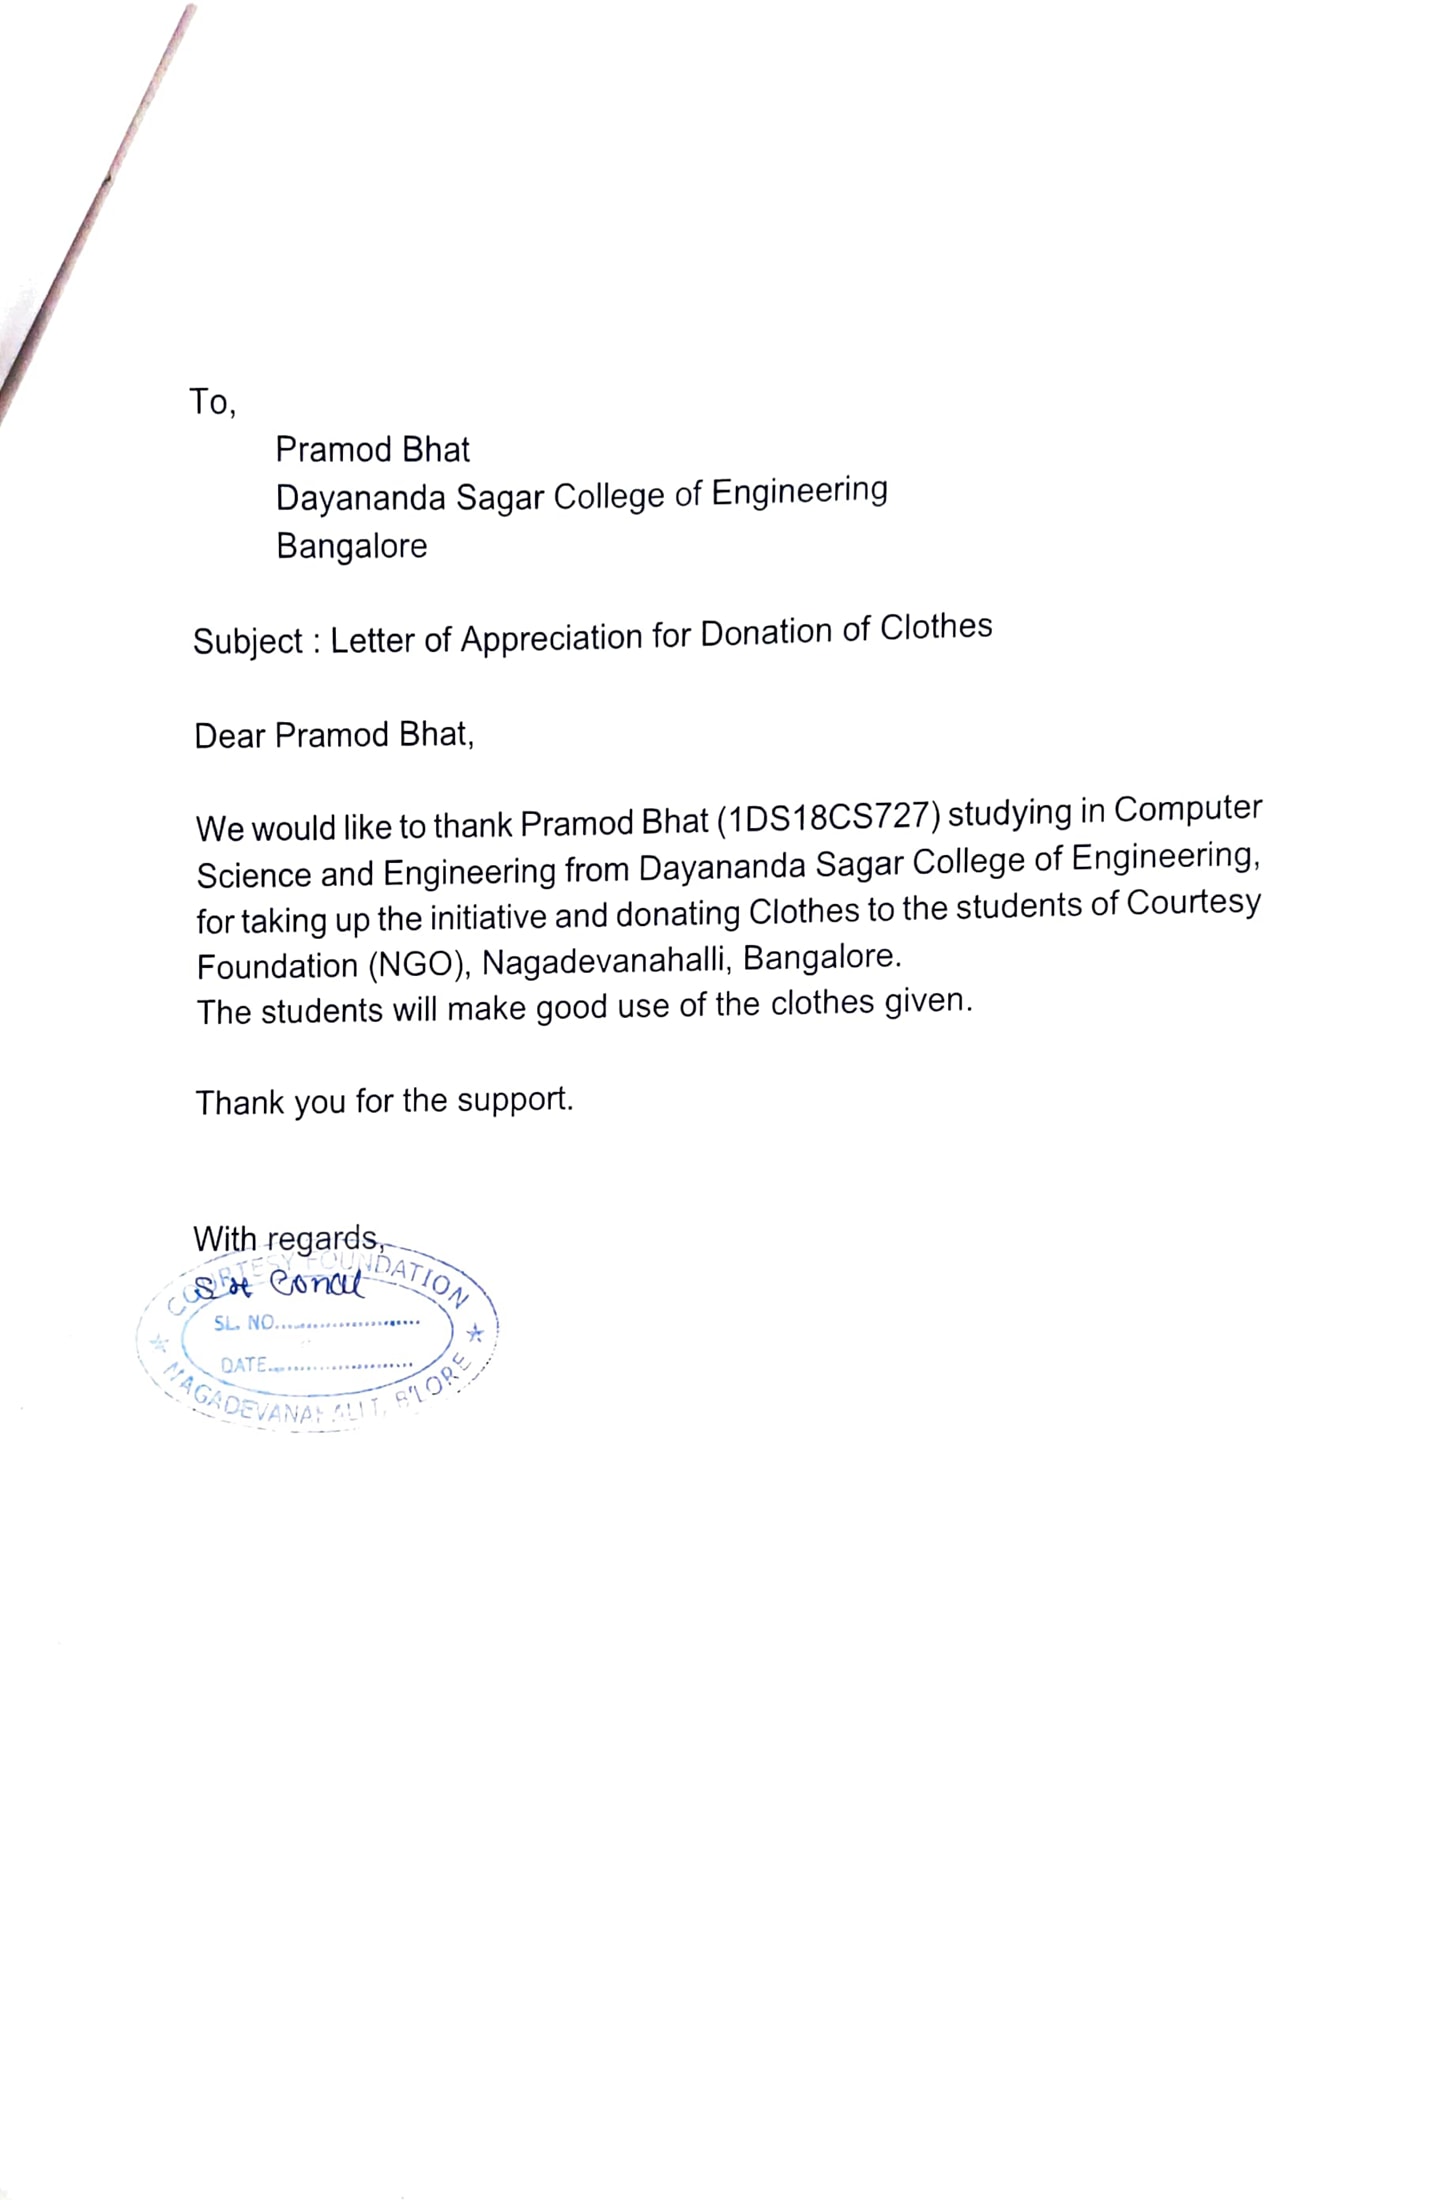 To,
Pramod Bhat
Dayananda Sagar College of Engineering
Bangalore
Subject : Letter of Appreciation for Donation of Clothes
Dear Pramod Bhat,
We would like to thank Pramod Bhat (1DS18CS727) studying in Computer
Science and Engineering from Dayananda Sagar College of Engineering,
for taking up the initiative and donating Clothes to the students of Courtesy
Foundation (NGO), Nagadevanahalli, Bangalore.
The students will make good use of the clothes given.
Thank you for the support.
With regards,
COURTESY FOUNDATION
SL. NO.
DATE
NAGADEVANAHALLI, B'LORE